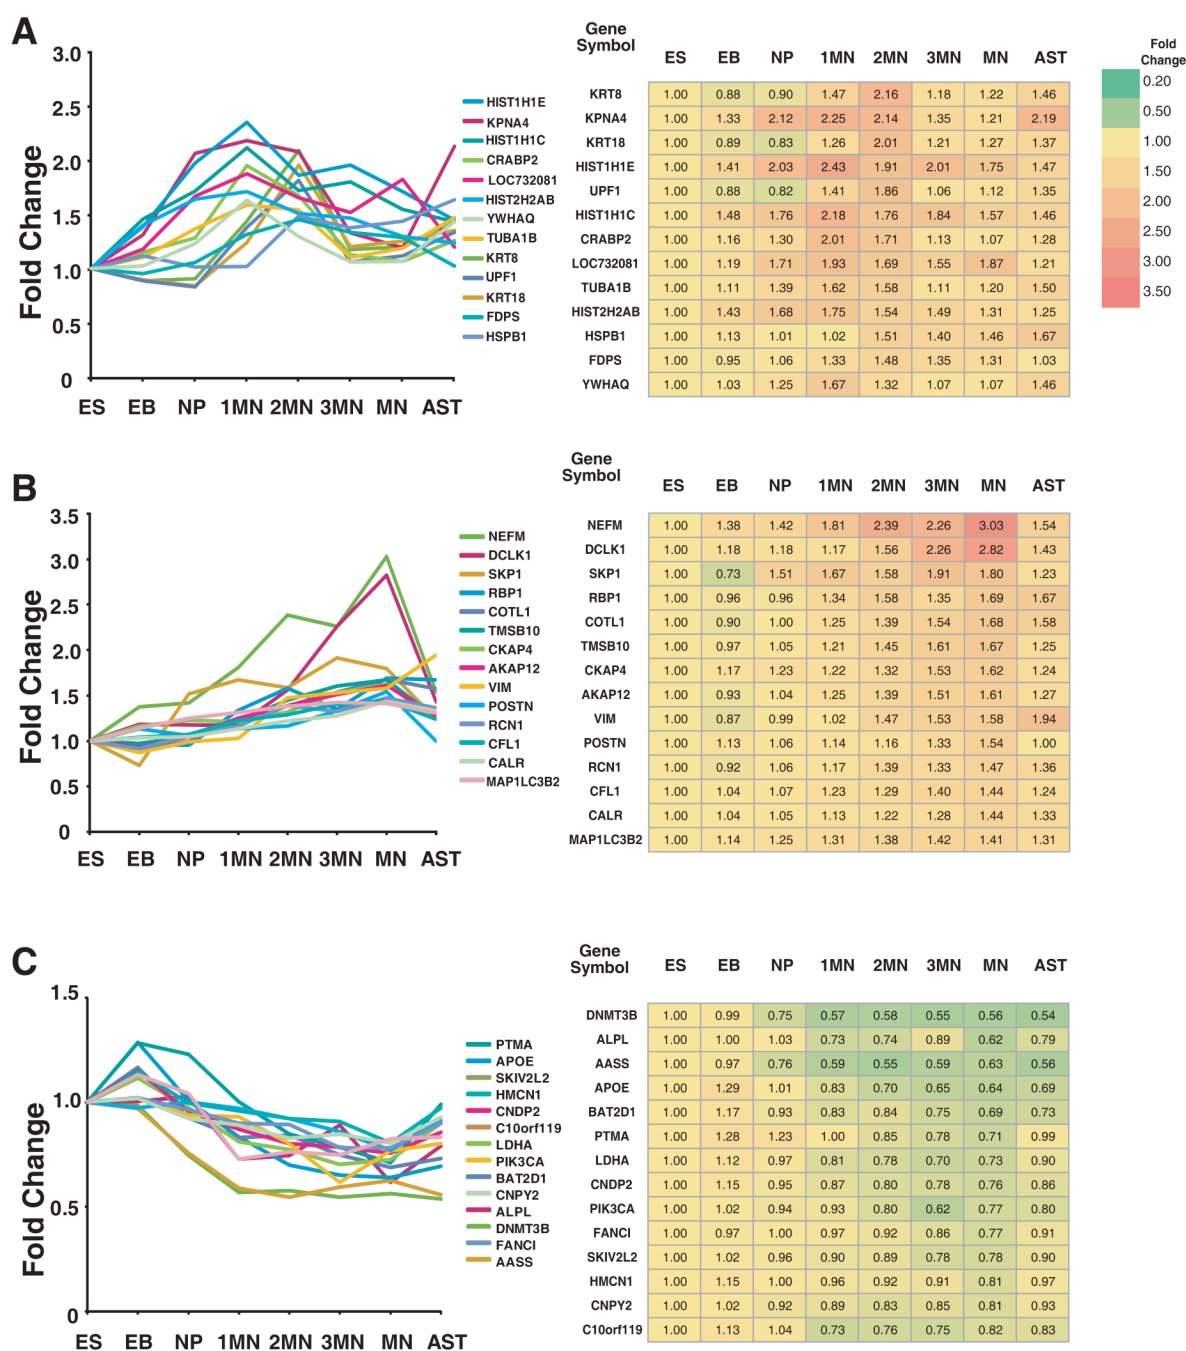 A
3.0
2.5
2.0
1.5
1.0
0.5
0
Fold Change
ES EB NP 1MN 2MN 3MN MN AST
HIST1H1E
KPNA4
HIST1H1C
CRABP2
LOC732081
HIST2H2AB
YWHAQ
TUBA1B
KRT8
UPF1
KRT18
FDPS
HSPB1
Gene
Symbol
ES EB NP 1MN 2MN 3MN MN AST
KRT8 1.00 0.88 0.90 1.47 2.16 1.18 1.22 1.46
KPNA4 1.00 1.33 2.12 2.25 2.14 1.35 1.21 2.19
KRT18 1.00 0.89 0.83 1.26 2.01 1.21 1.27 1.37
HIST1H1E 1.00 1.41 2.03 2.43 1.91 2.01 1.75 1.47
UPF1 1.00 0.88 0.82 1.41 1.86 1.06 1.12 1.35
HIST1H1C 1.00 1.48 1.76 2.18 1.76 1.84 1.57 1.46
CRABP2 1.00 1.16 1.30 2.01 1.71 1.13 1.07 1.28
LOC732081 1.00 1.19 1.71 1.93 1.69 1.55 1.87 1.21
TUBA1B 1.00 1.11 1.39 1.62 1.58 1.11 1.20 1.50
HIST2H2AB 1.00 1.43 1.68 1.75 1.54 1.49 1.31 1.25
HSPB1 1.00 1.13 1.01 1.02 1.51 1.40 1.46 1.67
FDPS 1.00 0.95 1.06 1.33 1.48 1.35 1.31 1.03
YWHAQ 1.00 1.03 1.25 1.67 1.32 1.07 1.07 1.46
Fold
Change
0.20
0.50
1.00
1.50
2.00
2.50
3.00
3.50
B
3.5
3.0
2.5
2.0
1.5
1.0
0.5
0
Fold Change
ES EB NP 1MN 2MN 3MN MN AST
NEFM
DCLK1
SKP1
RBP1
COTL1
TMSB10
CKAP4
AKAP12
VIM
POSTN
RCN1
CFL1
CALR
MAP1LC3B2
Gene
Symbol
ES EB NP 1MN 2MN 3MN MN AST
NEFM 1.00 1.38 1.42 1.81 2.39 2.26 3.03 1.54
DCLK1 1.00 1.18 1.18 1.17 1.56 2.26 2.82 1.43
SKP1 1.00 0.73 1.51 1.67 1.58 1.91 1.80 1.23
RBP1 1.00 0.96 0.96 1.34 1.58 1.35 1.69 1.67
COTL1 1.00 0.90 1.00 1.25 1.39 1.54 1.68 1.58
TMSB10 1.00 0.97 1.05 1.21 1.45 1.61 1.67 1.25
CKAP4 1.00 1.17 1.23 1.22 1.32 1.53 1.62 1.24
AKAP12 1.00 0.93 1.04 1.25 1.39 1.51 1.61 1.27
VIM 1.00 0.87 0.99 1.02 1.47 1.53 1.58 1.94
POSTN 1.00 1.13 1.06 1.14 1.16 1.33 1.54 1.00
RCN1 1.00 0.92 1.06 1.17 1.39 1.33 1.47 1.36
CFL1 1.00 1.04 1.07 1.23 1.29 1.40 1.44 1.24
CALR 1.00 1.04 1.05 1.13 1.22 1.28 1.44 1.33
MAP1LC3B2 1.00 1.14 1.25 1.31 1.38 1.42 1.41 1.31
C
1.5
1.0
0.5
0
Fold Change
ES EB NP 1MN 2MN 3MN MN AST
PTMA
APOE
SKIV2L2
HMCN1
CNDP2
C10orf119
LDHA
PIK3CA
BAT2D1
CNPY2
ALPL
DNMT3B
FANCI
AASS
Gene
Symbol
ES EB NP 1MN 2MN 3MN MN AST
DNMT3B 1.00 0.99 0.75 0.57 0.58 0.55 0.56 0.54
ALPL 1.00 1.00 1.03 0.73 0.74 0.89 0.62 0.79
AASS 1.00 0.97 0.76 0.59 0.55 0.59 0.63 0.56
APOE 1.00 1.29 1.01 0.83 0.70 0.65 0.64 0.69
BAT2D1 1.00 1.17 0.93 0.83 0.84 0.75 0.69 0.73
PTMA 1.00 1.28 1.23 1.00 0.85 0.78 0.71 0.99
LDHA 1.00 1.12 0.97 0.81 0.78 0.70 0.73 0.90
CNDP2 1.00 1.15 0.95 0.87 0.80 0.78 0.76 0.86
PIK3CA 1.00 1.02 0.94 0.93 0.80 0.62 0.77 0.80
FANCI 1.00 0.97 1.00 0.97 0.92 0.86 0.77 0.91
SKIV2L2 1.00 1.02 0.96 0.90 0.89 0.78 0.78 0.90
HMCN1 1.00 1.15 1.00 0.96 0.92 0.91 0.81 0.97
CNPY2 1.00 1.02 0.92 0.89 0.83 0.85 0.81 0.93
C10orf119 1.00 1.13 1.04 0.73 0.76 0.75 0.82 0.83